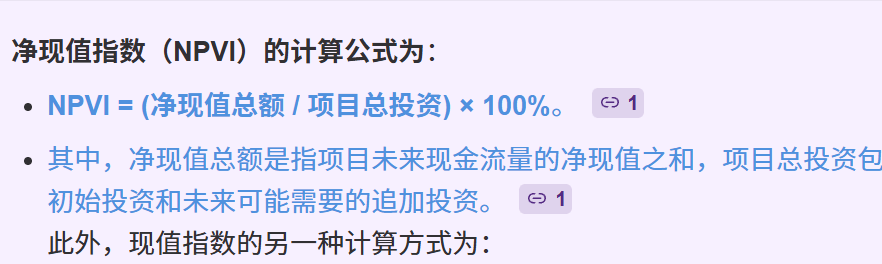 净现值指数（NPVI）的计算公式为：
NPVI = (净现值总额 / 项目总投资) × 100%。 1
其中，净现值总额是指项目未来现金流量的净现值之和，项目总投资包
初始投资和未来可能需要的追加投资。 1
此外，现值指数的另一种计算方式为：